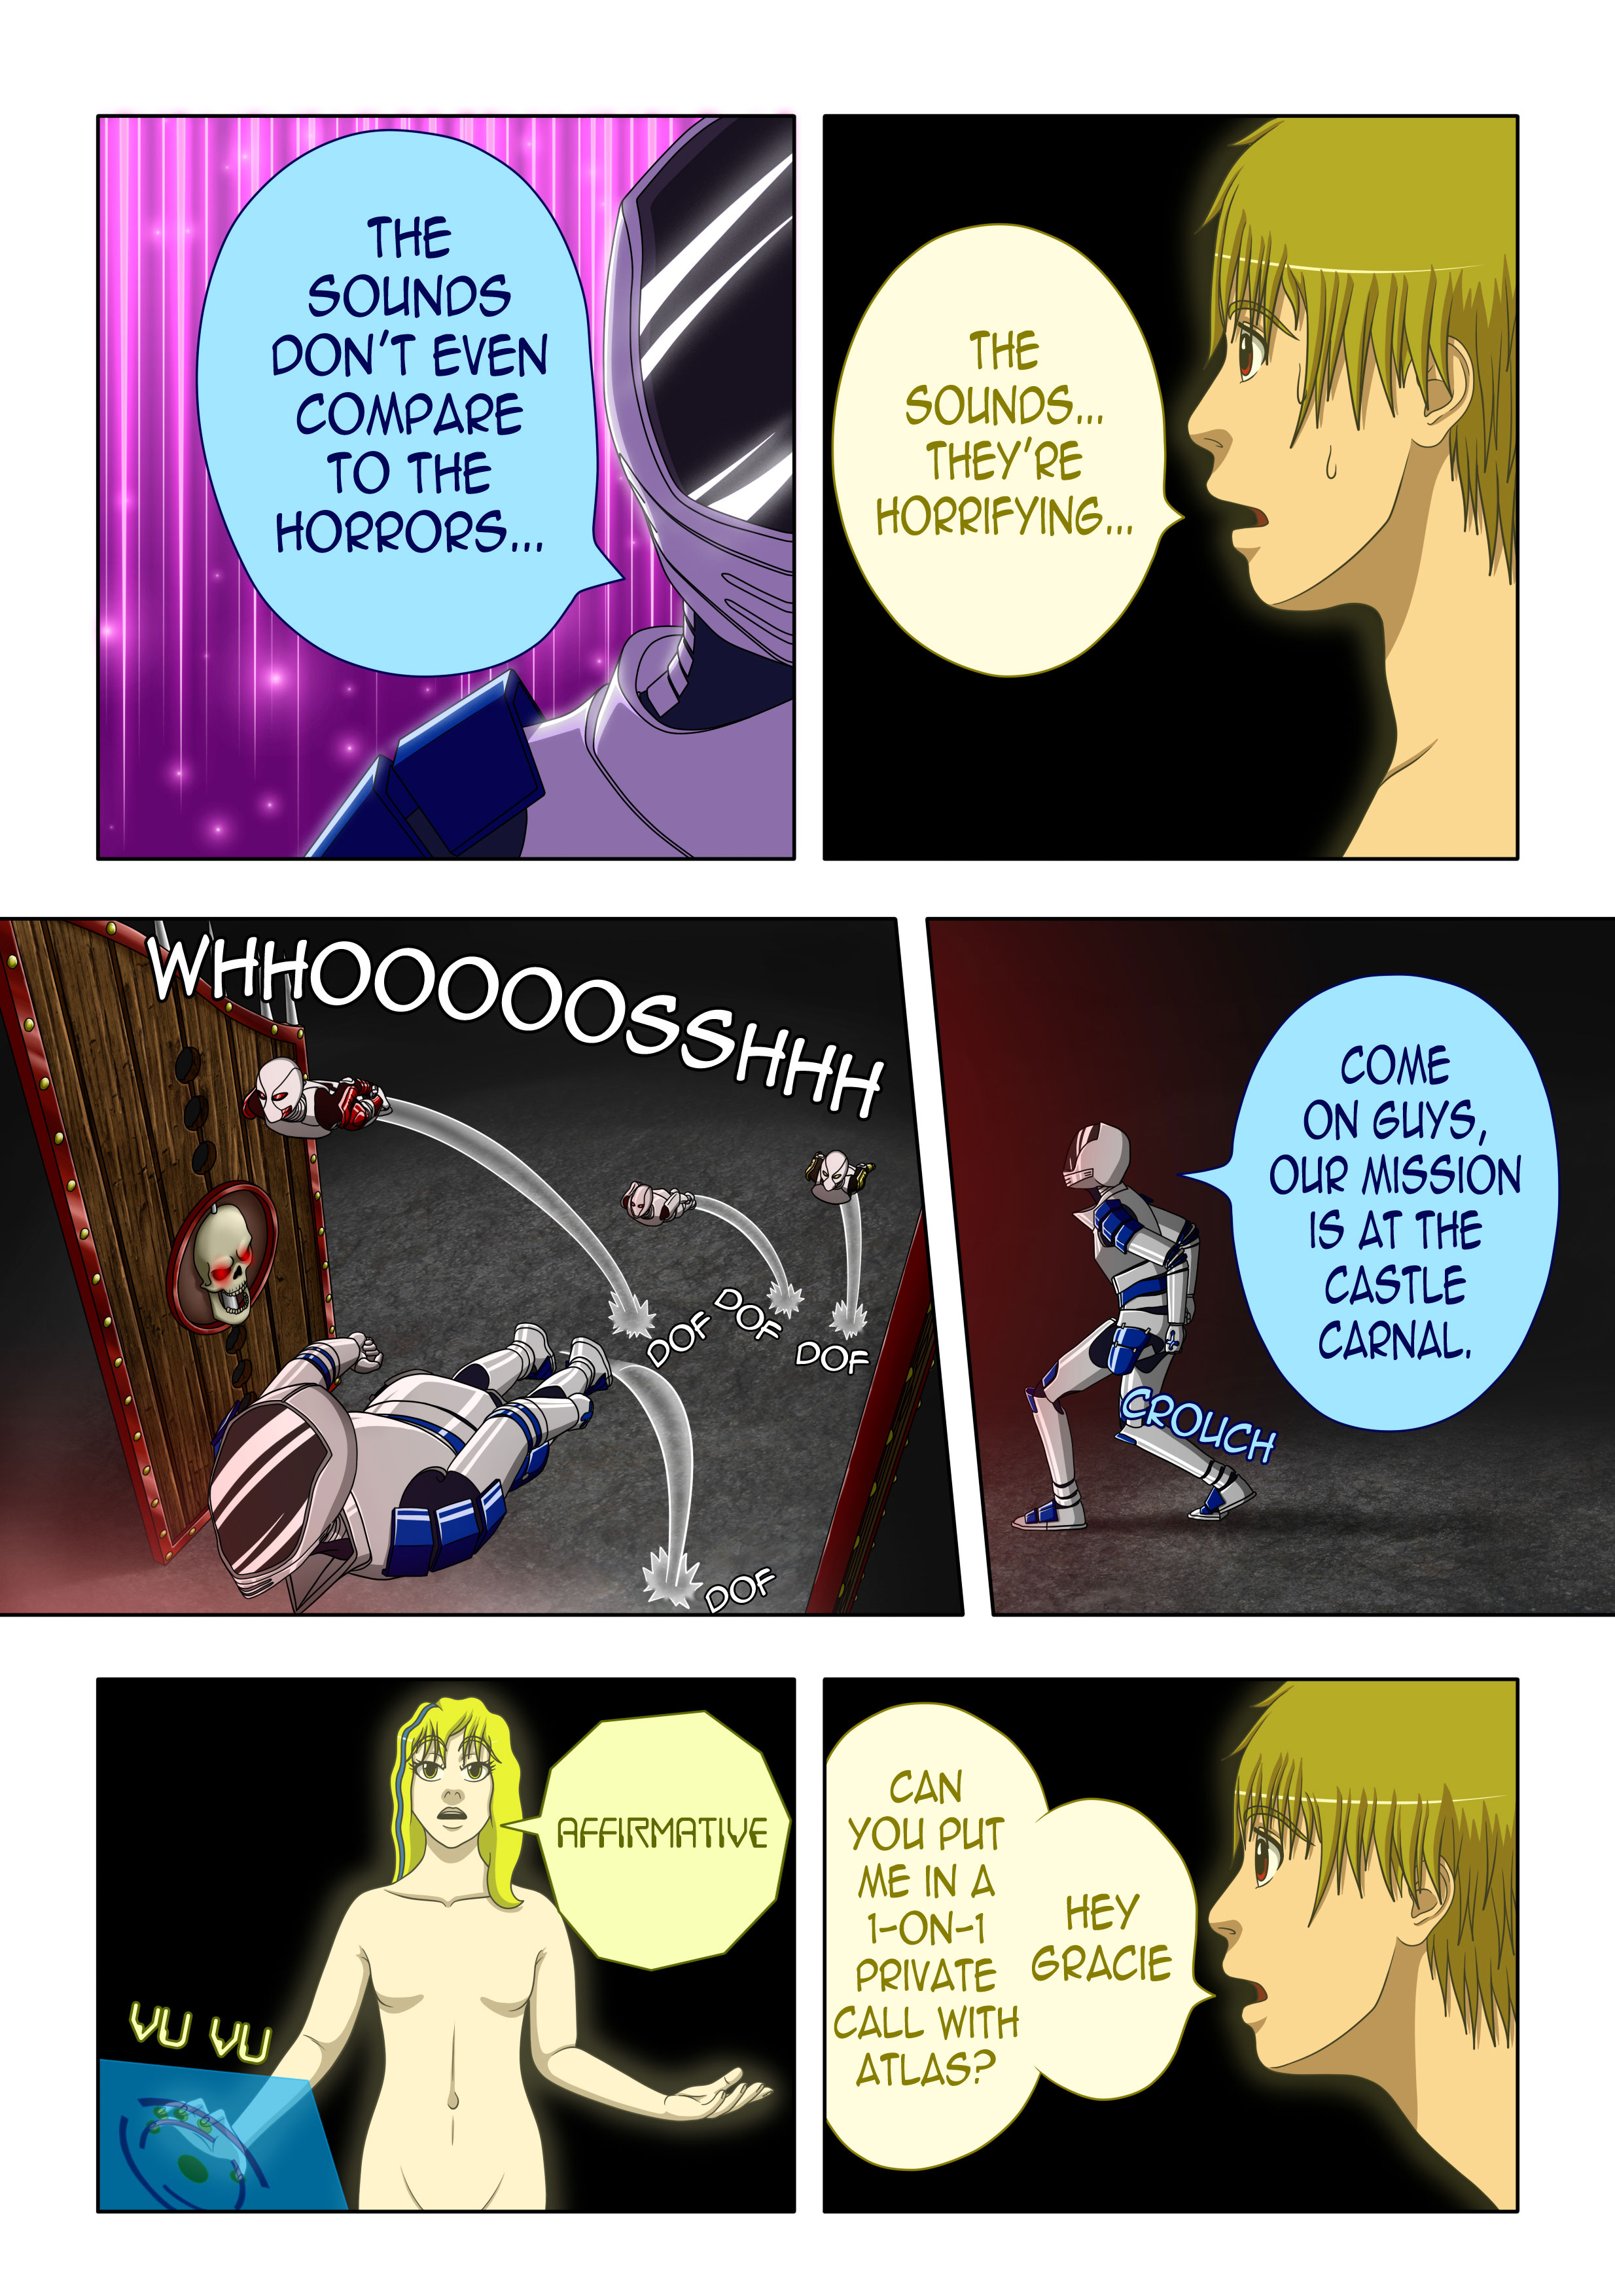 THE
SOUNDS...
THEY'RE
HORRIFYING...
THE
SOUNDS
DON'T EVEN
COMPARE
TO THE
HORRORS...
COME
ON GUYS,
OUR MISSION
IS AT THE
CASTLE
CARNAL.
CROUCH
WHHOOOOOSSHHH
DOF
DOF
DOF
DOF
HEY
GRACIE
CAN
YOU PUT
ME IN A
1-ON-1
PRIVATE
CALL WITH
ATLAS?
AFFIRMATIVE
VU VU